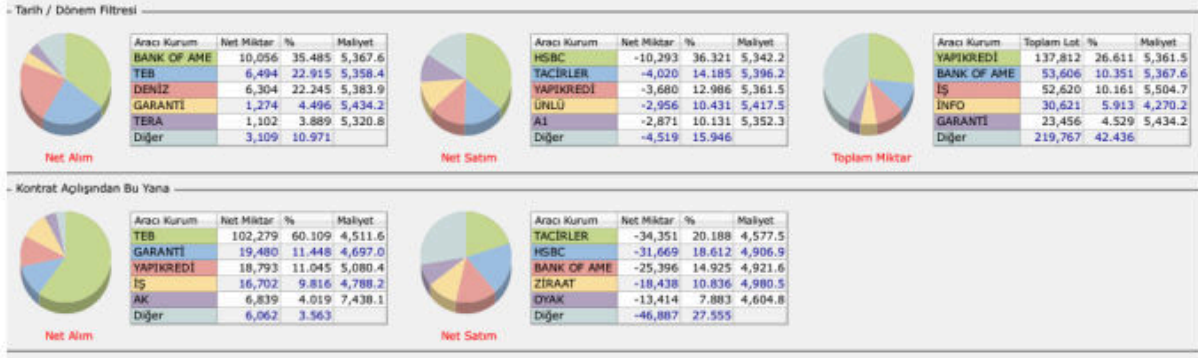 Tarih / Dönem Filtresi
Aracı Kurum Net Miktar % Maliyet
BANK OF AME 10,056 35.485 5,367.6
TEB 6,494 22.915 5,358.4
DENİZ 6,304 22.245 5,383.9
GARANTİ 1,274 4.496 5,434.2
TERA 1,102 3.889 5,320.8
Diğer 3,109 10.971
Net Alım
Aracı Kurum Net Miktar % Maliyet
HSBC -10,293 36.321 5,342.2
TACİRLER -4,020 14.185 5,396.2
YAPIKREDİ -3,680 12.986 5,361.5
ÜNLÜ -2,956 10.431 5,417.5
A1 -2,871 10.131 5,352.3
Diğer -4,519 15.946
Net Satım
Aracı Kurum Toplam Lot % Maliyet
YAPIKREDİ 137,812 26.611 5,361.5
BANK OF AME 53,606 10.351 5,367.6
İŞ 52,620 10.161 5,504.7
İNFO 30,621 5.913 4,270.2
GARANTİ 23,456 4.529 5,434.2
Diğer 219,767 42.436
Toplam Miktar
Kontrat Açılışından Bu Yana
Aracı Kurum Net Miktar % Maliyet
TEB 102,279 60.109 4,511.6
GARANTİ 19,480 11.448 4,697.0
YAPIKREDİ 18,793 11.045 5,080.4
İŞ 16,702 9.816 4,788.2
AK 6,839 4.019 7,438.1
Diğer 6,062 3.563
Net Alım
Aracı Kurum Net Miktar % Maliyet
TACİRLER -34,351 20.188 4,577.5
HSBC -31,669 18.612 4,906.9
BANK OF AME -25,396 14.925 4,921.6
ZİRAAT -18,438 10.836 4,980.5
OYAK -13,414 7.883 4,604.8
Diğer -46,887 27.555
Net Satım